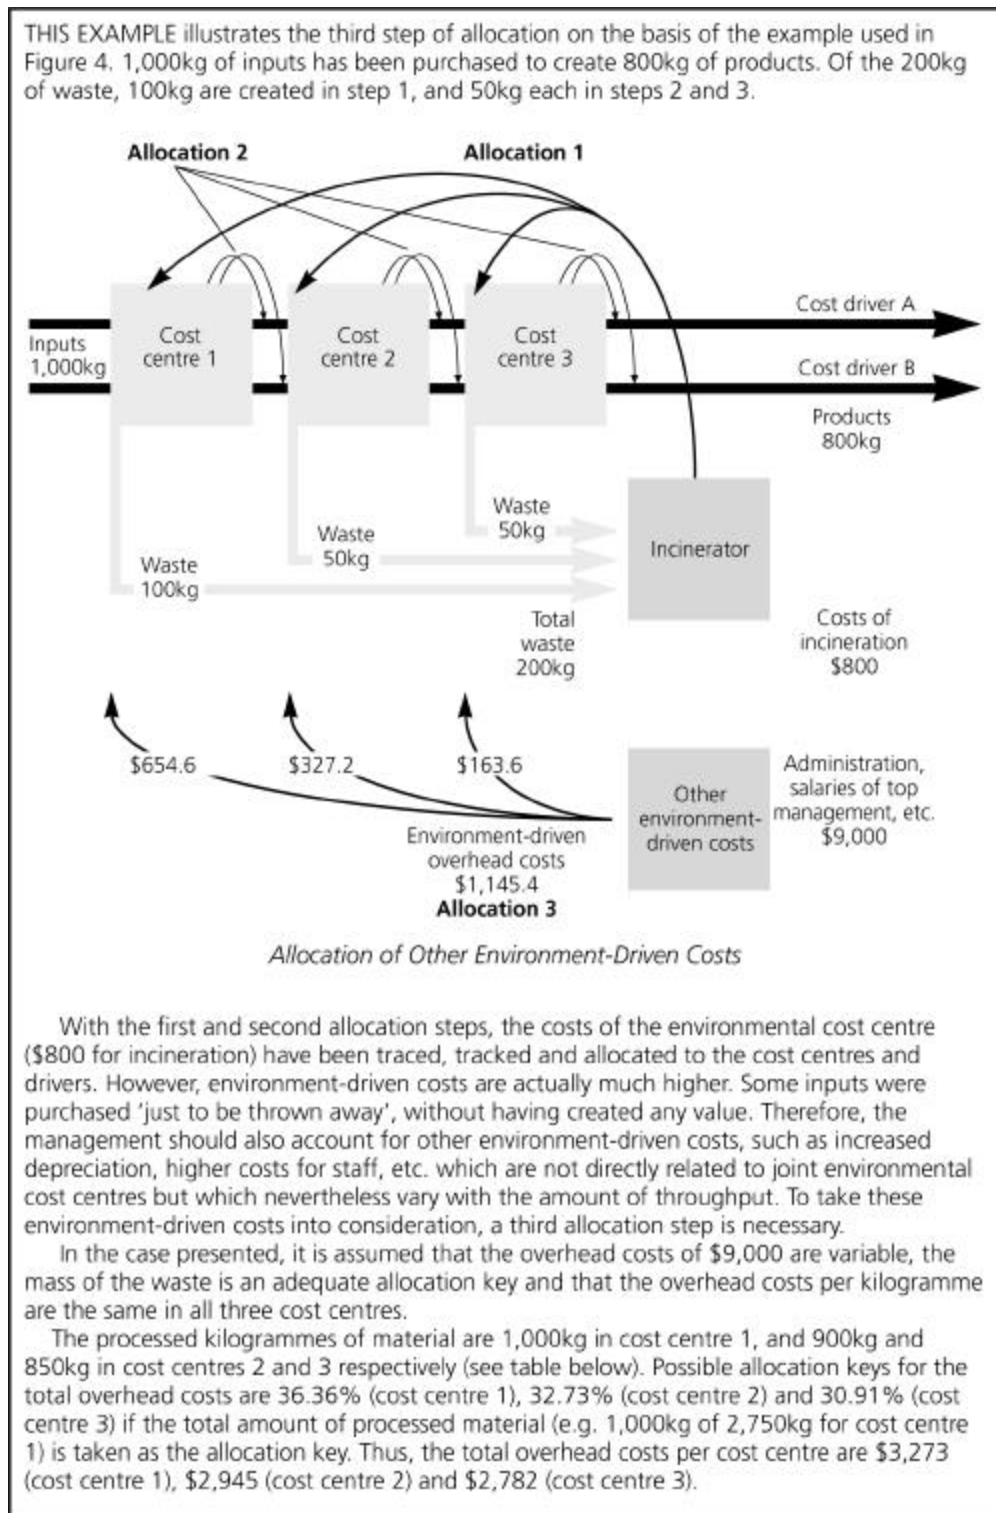 THIS EXAMPLE illustrates the third step of allocation on the basis of the example used in
Figure 4. 1,000kg of inputs has been purchased to create 800kg of products. Of the 200kg
of waste, 100kg are created in step 1, and 50kg each in steps 2 and 3.
Allocation 2
Allocation 1
Cost driver A
Inputs
1,000kg
Cost
centre 1
Cost
centre 2
Cost
centre 3
Cost driver B
Products
800kg
Waste
50kg
Waste
50kg
Waste
100kg
Incinerator
Total
waste
200kg
Costs of
incineration
$800
$654.6
$327.2
$163.6
Environment-driven
overhead costs
$1,145.4
Allocation 3
Other
environment-
driven costs
Administration,
salaries of top
management, etc.
$9,000
Allocation of Other Environment-Driven Costs
With the first and second allocation steps, the costs of the environmental cost centre
($800 for incineration) have been traced, tracked and allocated to the cost centres and
drivers. However, environment-driven costs are actually much higher. Some inputs were
purchased ‘just to be thrown away’, without having created any value. Therefore, the
management should also account for other environment-driven costs, such as increased
depreciation, higher costs for staff, etc. which are not directly related to joint environmental
cost centres but which nevertheless vary with the amount of throughput. To take these
environment-driven costs into consideration, a third allocation step is necessary.
In the case presented, it is assumed that the overhead costs of $9,000 are variable, the
mass of the waste is an adequate allocation key and that the overhead costs per kilogramme
are the same in all three cost centres.
The processed kilogrammes of material are 1,000kg in cost centre 1, and 900kg and
850kg in cost centres 2 and 3 respectively (see table below). Possible allocation keys for the
total overhead costs are 36.36% (cost centre 1), 32.73% (cost centre 2) and 30.91% (cost
centre 3) if the total amount of processed material (e.g. 1,000kg of 2,750kg for cost centre
1) is taken as the allocation key. Thus, the total overhead costs per cost centre are $3,273
(cost centre 1), $2,945 (cost centre 2) and $2,782 (cost centre 3).